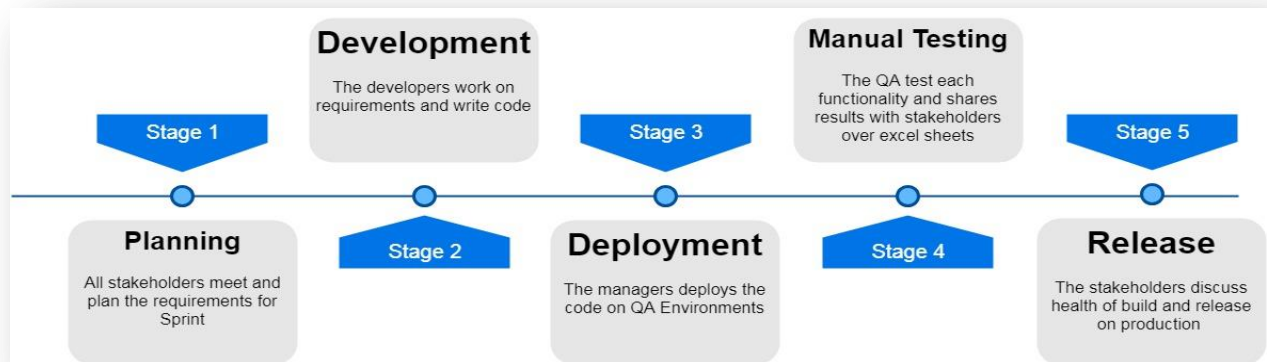 Stage 1
Planning
All stakeholders meet and
plan the requirements for
Sprint
Development
The developers work on
requirements and write code
Stage 2
Stage 3
Deployment
The managers deploys the
code on QA Environments
Manual Testing
The QA test each
functionality and shares
results with stakeholders
over excel sheets
Stage 4
Stage 5
Release
The stakeholders discuss
health of build and release
on production